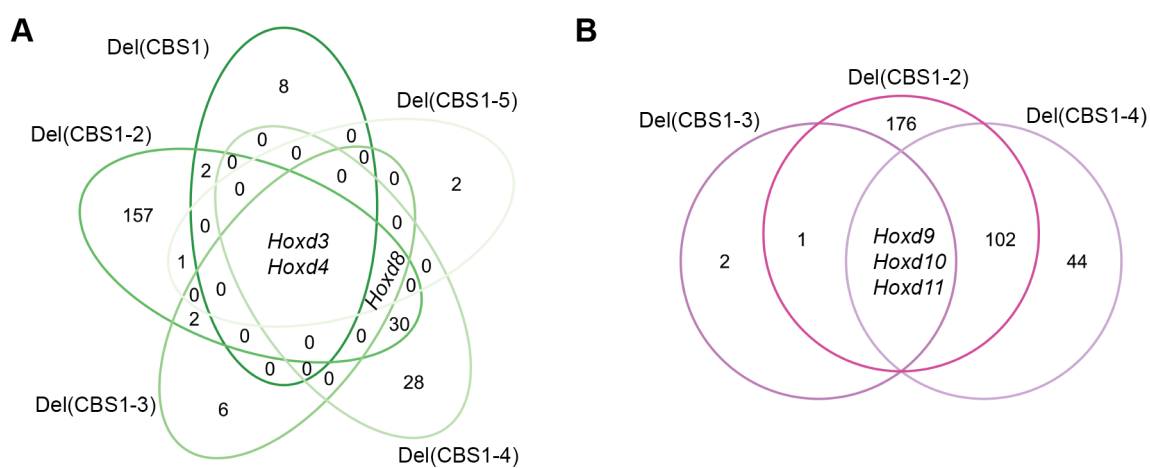 A
B
Del(CBS1)
Del(CBS1-5)
Del(CBS1-2)
8
0
0
0
0
0
2
0
0
0
0
2
157
0
0
Hoxd3
Hoxd4
Hoxd8
1
0
0
0
0
2
30
0
0
0
0
0
0
28
6
Del(CBS1-3)
Del(CBS1-4)
Del(CBS1-2)
Del(CBS1-3)
Del(CBS1-4)
176
2
1
Hoxd9
Hoxd10
Hoxd11
102
44